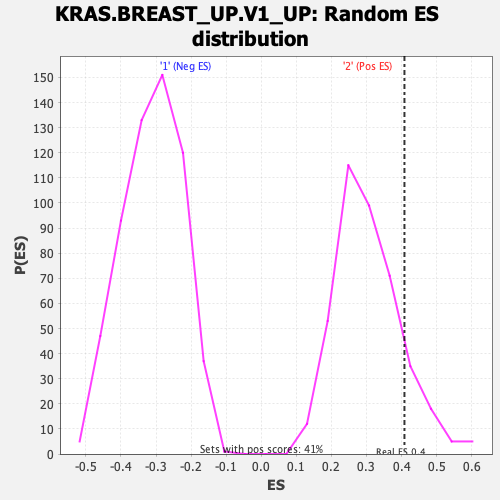 KRAS.BREAST_UP.V1_UP: Random ES
distribution
'1' (Neg ES)
'2' (Pos ES)
150
140
130
120
110
100
90
80
70
60
50
40
30
20
10
0
P(ES)
Sets with pos scores: 41%
Real ES 0.4
-0.5 -0.4 -0.3 -0.2 -0.1 0.0 0.1 0.2 0.3 0.4 0.5 0.6
ES